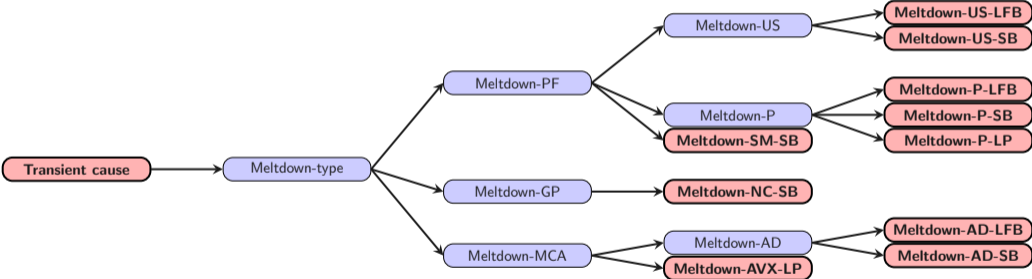 Transient cause
Meltdown-type
Meltdown-PF
Meltdown-US
Meltdown-US-LFB
Meltdown-US-SB
Meltdown-P
Meltdown-P-LFB
Meltdown-P-SB
Meltdown-P-LP
Meltdown-SM-SB
Meltdown-GP
Meltdown-NC-SB
Meltdown-MCA
Meltdown-AD
Meltdown-AD-LFB
Meltdown-AD-SB
Meltdown-AVX-LP